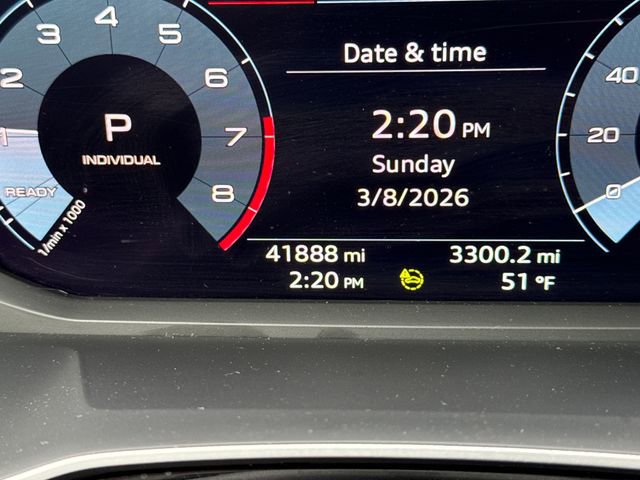 Date & time
2:20 PM
Sunday
3/8/2026
41888 mi
3300.2 mi
2:20 PM
51 °F
1
2
3
4
5
6
7
8
P
INDIVIDUAL
READY
1/min x 1000
40
20
0